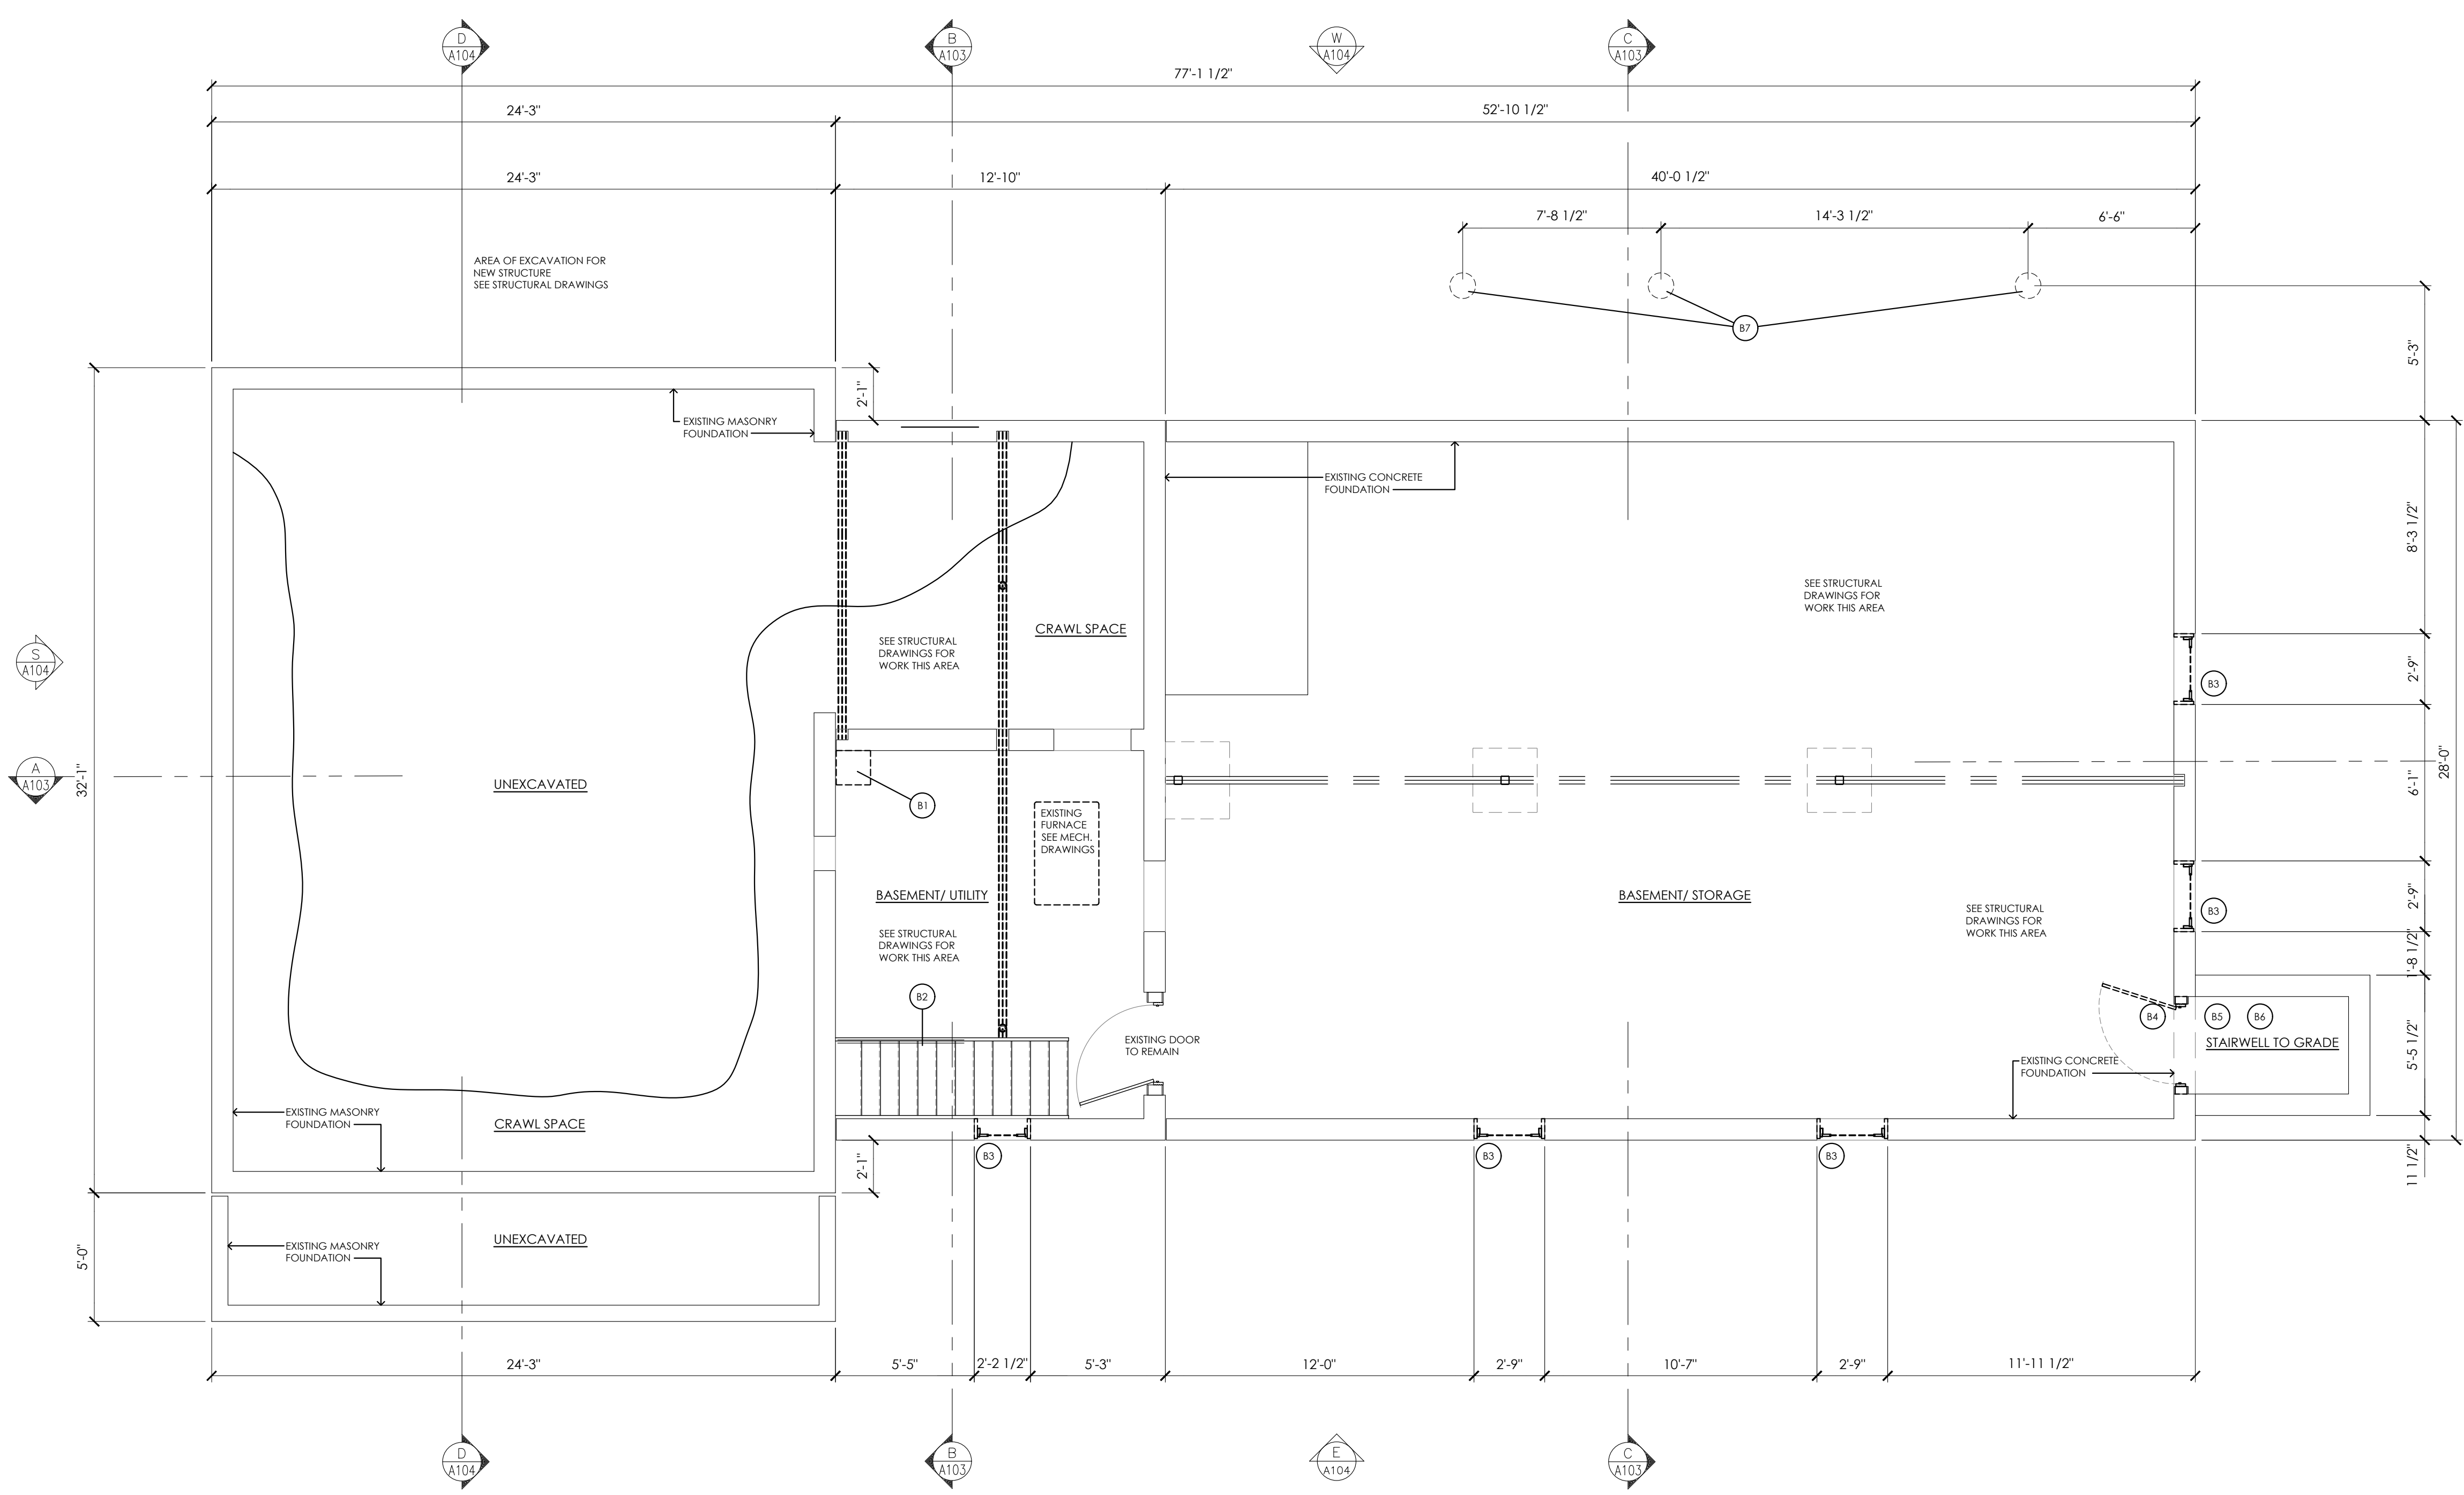 D
A104
B
A103
W
A104
C
A103
77'-1 1/2"
24'-3"
52'-10 1/2"
24'-3"
12'-10"
40'-0 1/2"
7'-8 1/2"
14'-3 1/2"
6'-6"
AREA OF EXCAVATION FOR
NEW STRUCTURE
SEE STRUCTURAL DRAWINGS
B7
5'-3"
2'-1"
EXISTING MASONRY
FOUNDATION
EXISTING CONCRETE
FOUNDATION
8'-3 1/2"
SEE STRUCTURAL
DRAWINGS FOR
WORK THIS AREA
CRAWL SPACE
SEE STRUCTURAL
DRAWINGS FOR
WORK THIS AREA
S
A104
2'-9"
B3
A
A103
32'-1"
UNEXCAVATED
B1
EXISTING
FURNACE
SEE MECH.
DRAWINGS
28'-0"
6'-1"
BASEMENT/ UTILITY
BASEMENT/ STORAGE
2'-9"
B3
SEE STRUCTURAL
DRAWINGS FOR
WORK THIS AREA
SEE STRUCTURAL
DRAWINGS FOR
WORK THIS AREA
1'-8 1/2"
B2
B4
B5
B6
EXISTING DOOR
TO REMAIN
STAIRWELL TO GRADE
5'-5 1/2"
EXISTING CONCRETE
FOUNDATION
EXISTING MASONRY
FOUNDATION
CRAWL SPACE
2'-1"
B3
B3
B3
11 1/2"
5'-0"
EXISTING MASONRY
FOUNDATION
UNEXCAVATED
24'-3"
5'-5"
2'-2 1/2"
5'-3"
12'-0"
2'-9"
10'-7"
2'-9"
11'-11 1/2"
D
A104
B
A103
E
A104
C
A103